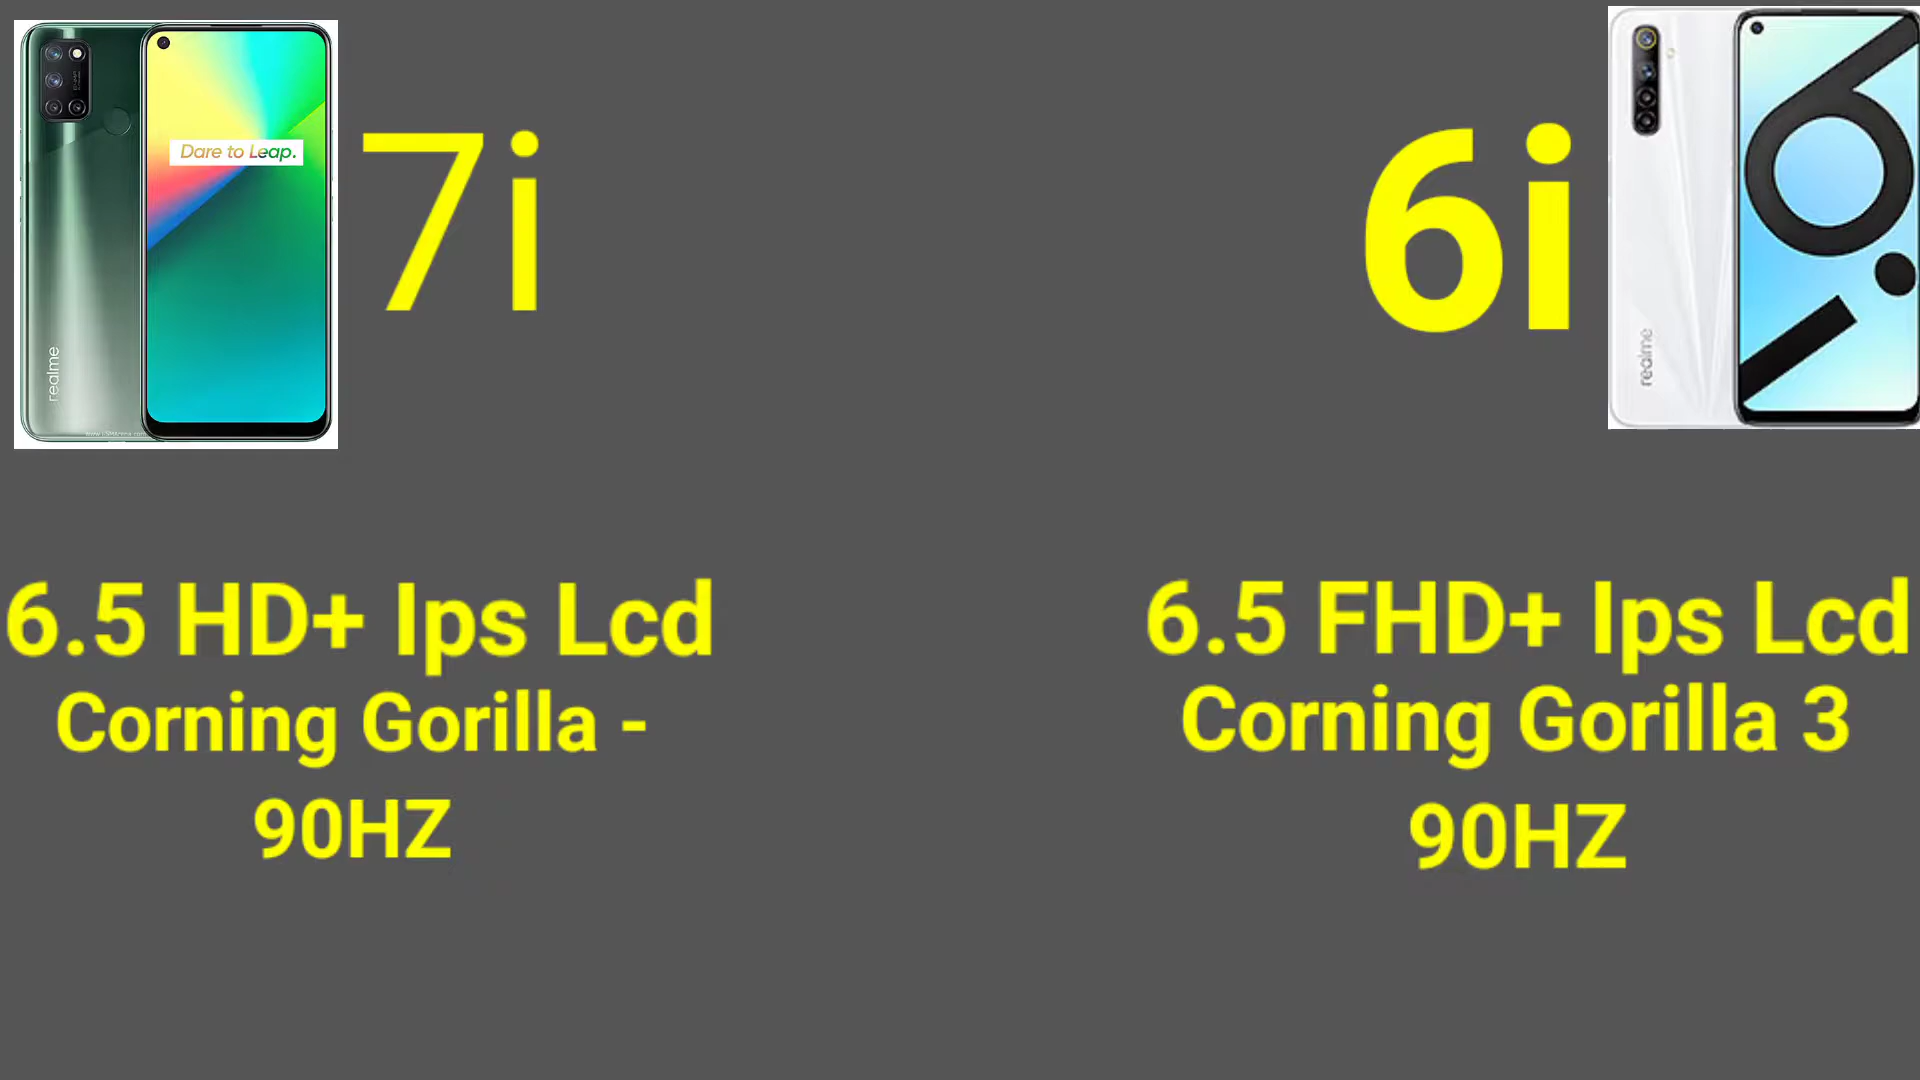 Dare to Leap.
realme
7i
6i
realme
6.5 HD+ Ips Lcd
Corning Gorilla -
90HZ
6.5 FHD+ Ips Lcd
Corning Gorilla 3
90HZ